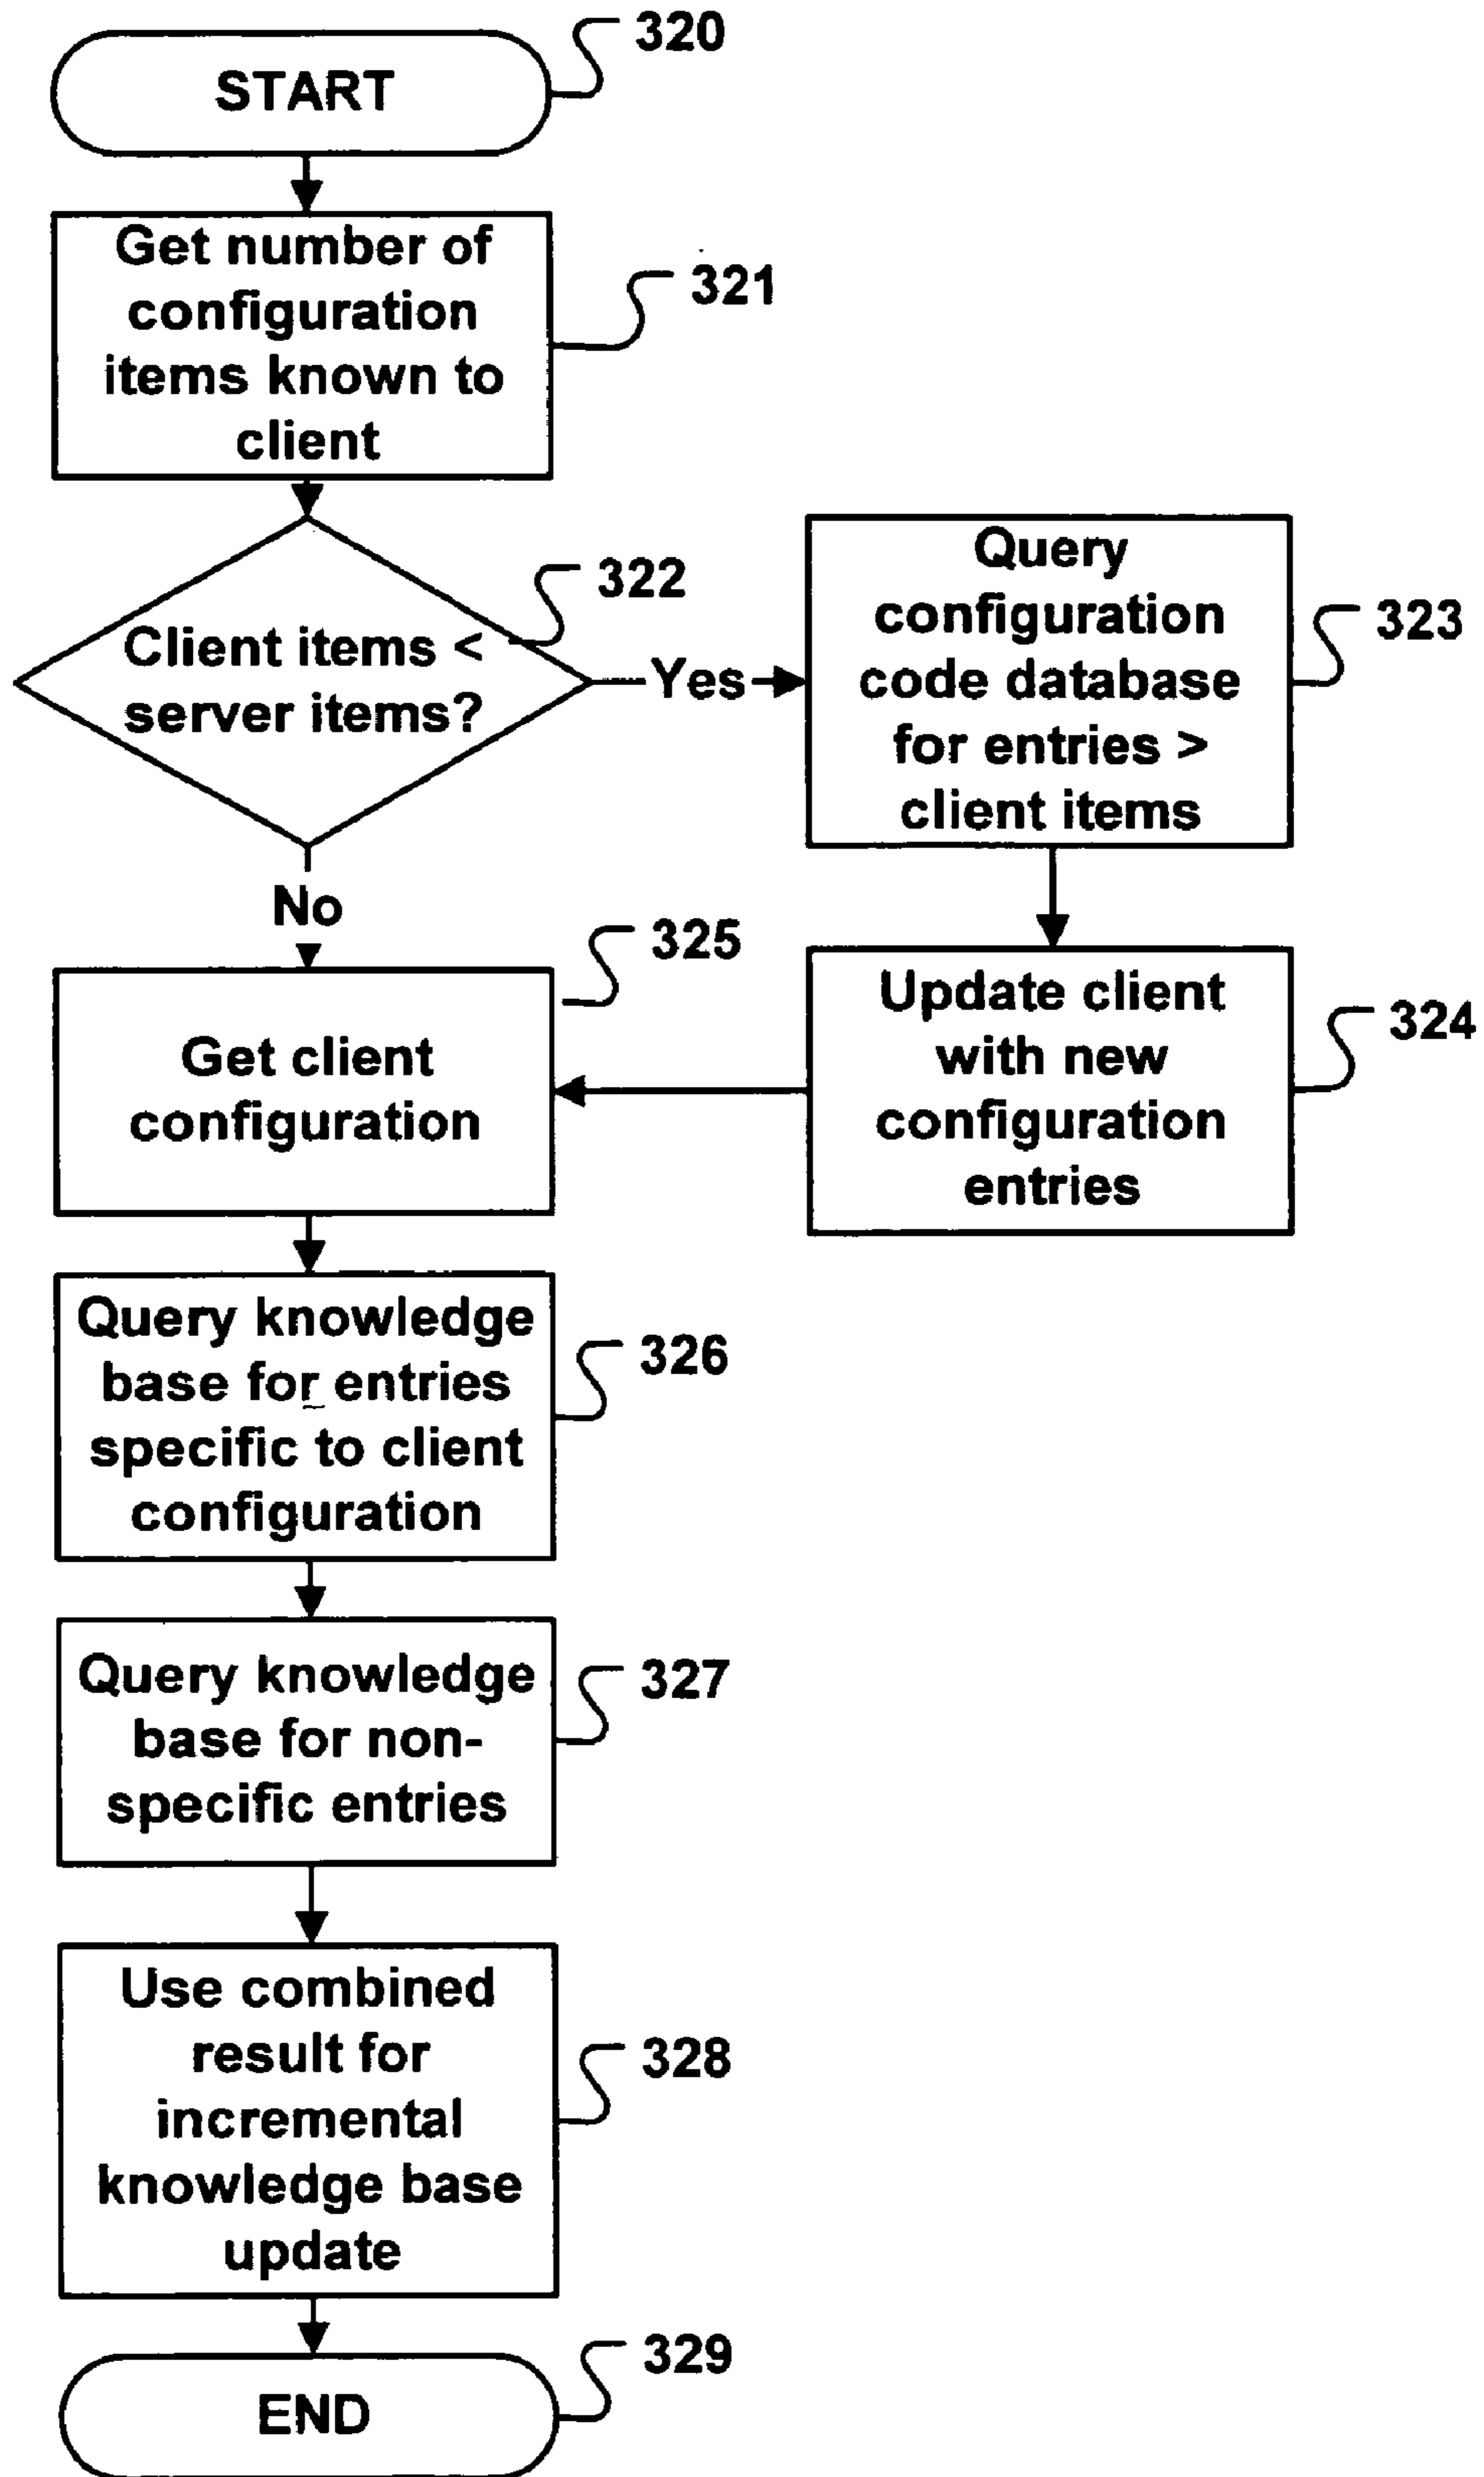 START
320
Get number of
configuration
items known to
client
321
Client items <
server items?
322
Yes
Query
configuration
code database
for entries >
client items
323
No
Update client
with new
configuration
entries
324
Get client
configuration
325
Query knowledge
base for entries
specific to client
configuration
326
Query knowledge
base for non-
specific entries
327
Use combined
result for
incremental
knowledge base
update
328
END
329